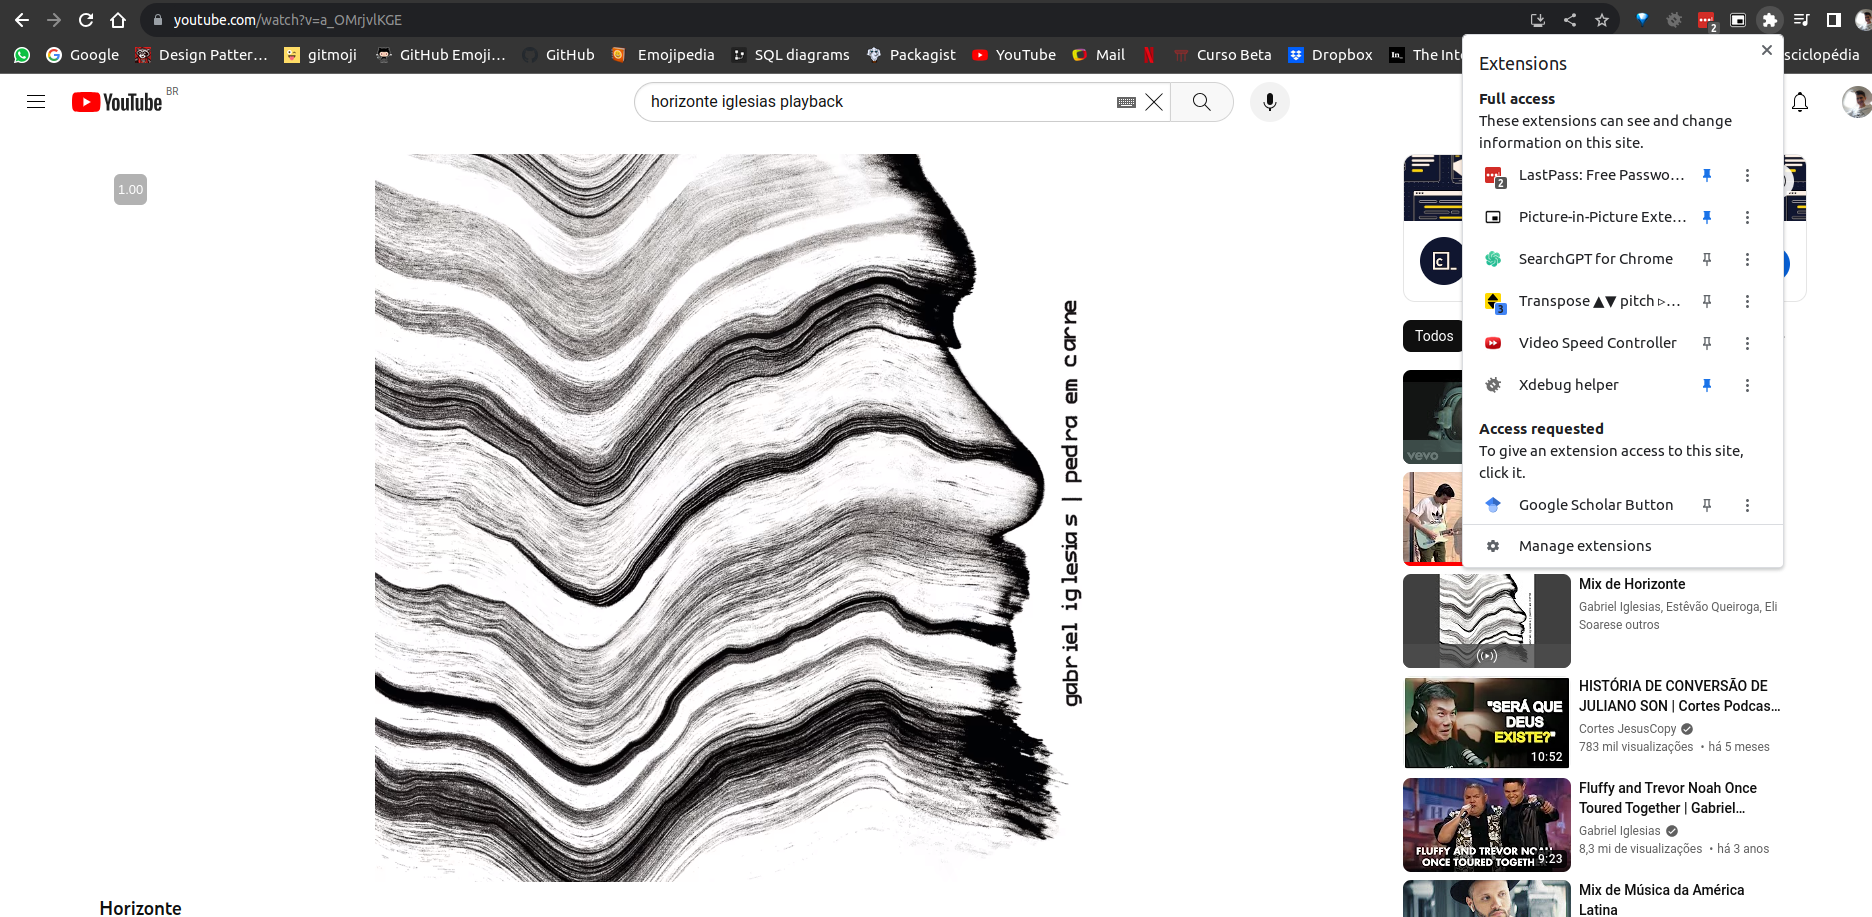 youtube.com/watch?v=a_OMrjvlKGE
2
Google
Design Patter...
gitmoji
GitHub Emoji...
GitHub
Emojipedia
SQL diagrams
Packagist
YouTube
Mail
Curso Beta
Dropbox
The Int
sciclopédia
YouTube BR
horizonte iglesias playback
1.00
gabriel iglesias | pedra em carne
Horizonte
Extensions
Full access
These extensions can see and change
information on this site.
2
LastPass: Free Passwo...
Picture-in-Picture Exte...
SearchGPT for Chrome
3
Transpose ▲▼ pitch ▹...
Video Speed Controller
Xdebug helper
Access requested
To give an extension access to this site,
click it.
Google Scholar Button
Manage extensions
Todos
vevo
Mix de Horizonte
Gabriel Iglesias, Estêvão Queiroga, Eli
Soarese outros
"SERÁ QUE
DEUS
EXISTE?"
10:52
HISTÓRIA DE CONVERSÃO DE
JULIANO SON | Cortes Podcas...
Cortes JesusCopy
783 mil visualizações • há 5 meses
FLUFFY AND TREVOR NOAH
ONCE TOURED TOGETH
9:23
Fluffy and Trevor Noah Once
Toured Together | Gabriel...
Gabriel Iglesias
8,3 mi de visualizações • há 3 anos
Mix de Música da América
Latina